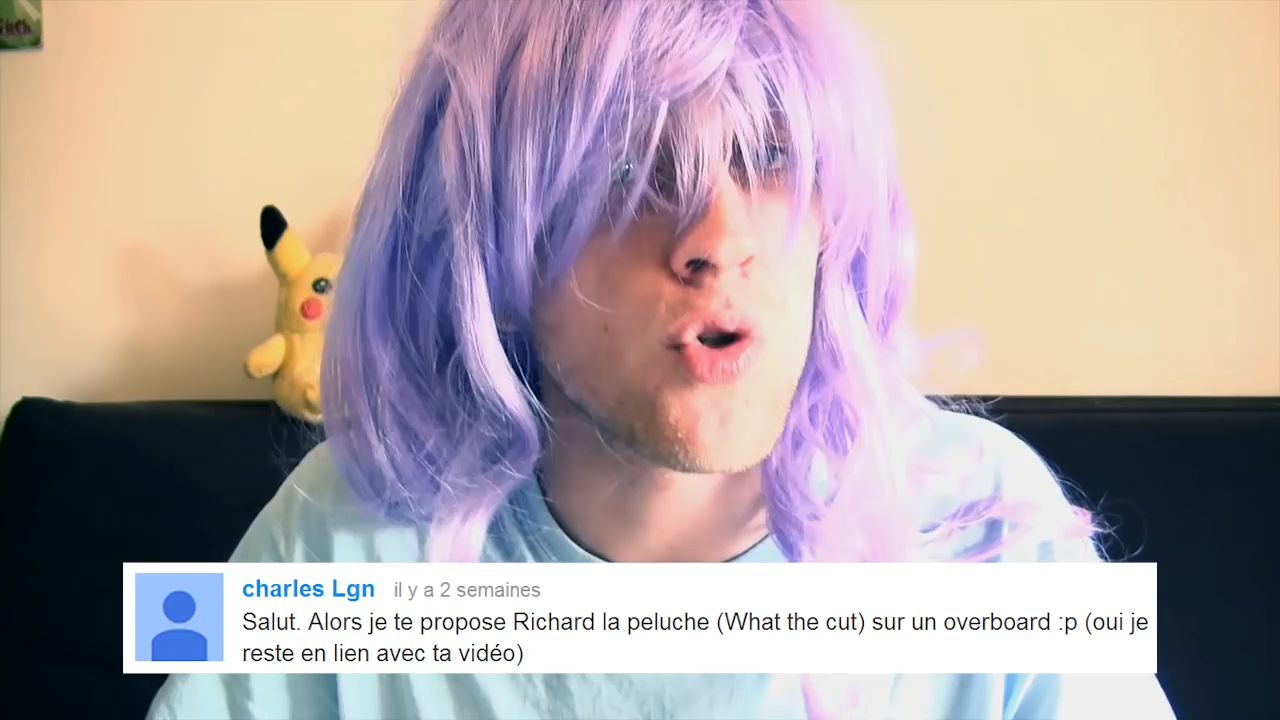 charles Lgn il y a 2 semaines
Salut. Alors je te propose Richard la peluche (What the cut) sur un overboard :p (oui je
reste en lien avec ta vidéo)